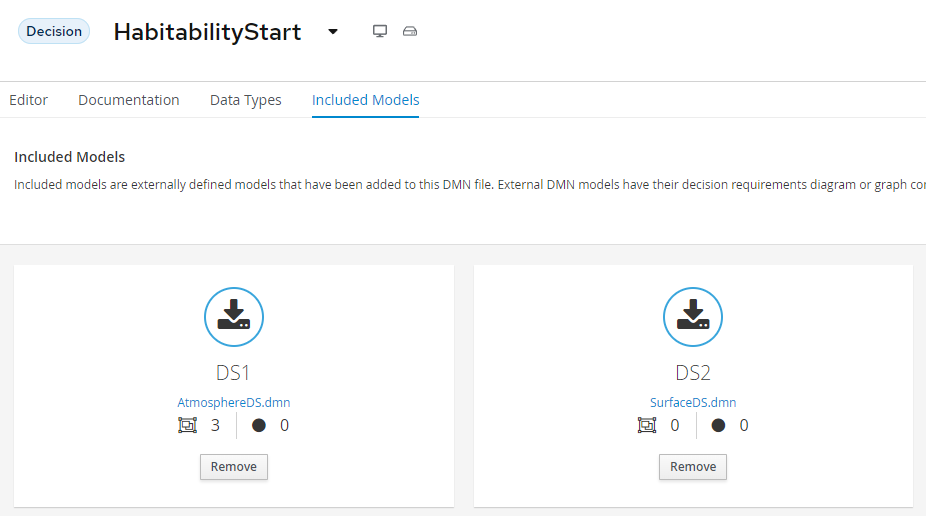 Decision HabitabilityStart
Editor Documentation Data Types Included Models
Included Models
Included models are externally defined models that have been added to this DMN file. External DMN models have their decision requirements diagram or graph
DS1 DS2
AtmosphereDS.dmn SurfaceDS.dmn
3 0 0 0
Remove Remove